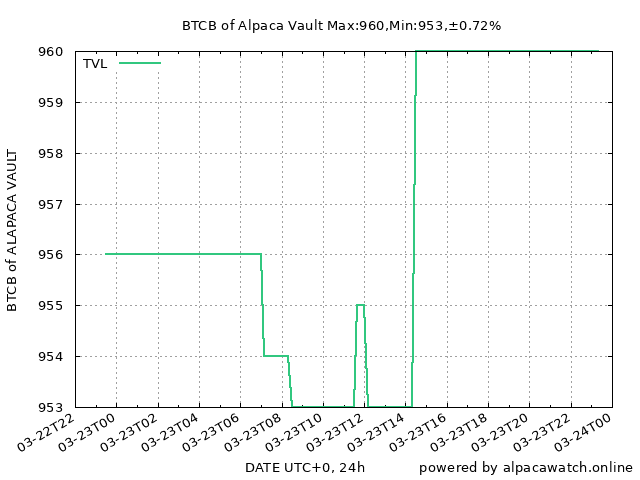 BTCB of Alpaca Vault Max:960,Min:953,±0.72%
960
TVL
959
958
957
956
955
954
953
BTCB of ALAPACA VAULT
03-22T22
03-23T00
03-23T02
03-23T04
03-23T06
03-23T08
03-23T10
03-23T12
03-23T14
03-23T16
03-23T18
03-23T20
03-23T22
03-24T00
DATE UTC+0, 24h
powered by alpacawatch.online